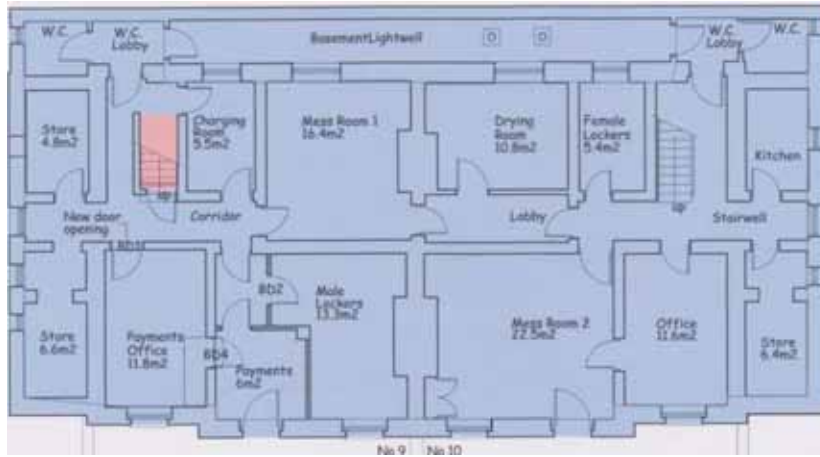 W.C.
W.C.
Lobby
BasementLightwell
W.C.
Lobby
W.C.
Store
4.8m2
Charging
Room
5.5m2
Mess Room 1
16.4m2
Drying
Room
10.8m2
Female
Lockers
5.4m2
Kitchen
up
up
New door
opening
Corridor
Lobby
Stairwell
BD3
BD2
Male
Lockers
13.3m2
Store
6.6m2
Payments
Office
11.8m2
BD4
Payments
6m2
Mess Room 2
22.5m2
Office
11.6m2
Store
6.4m2
No 9
No 10